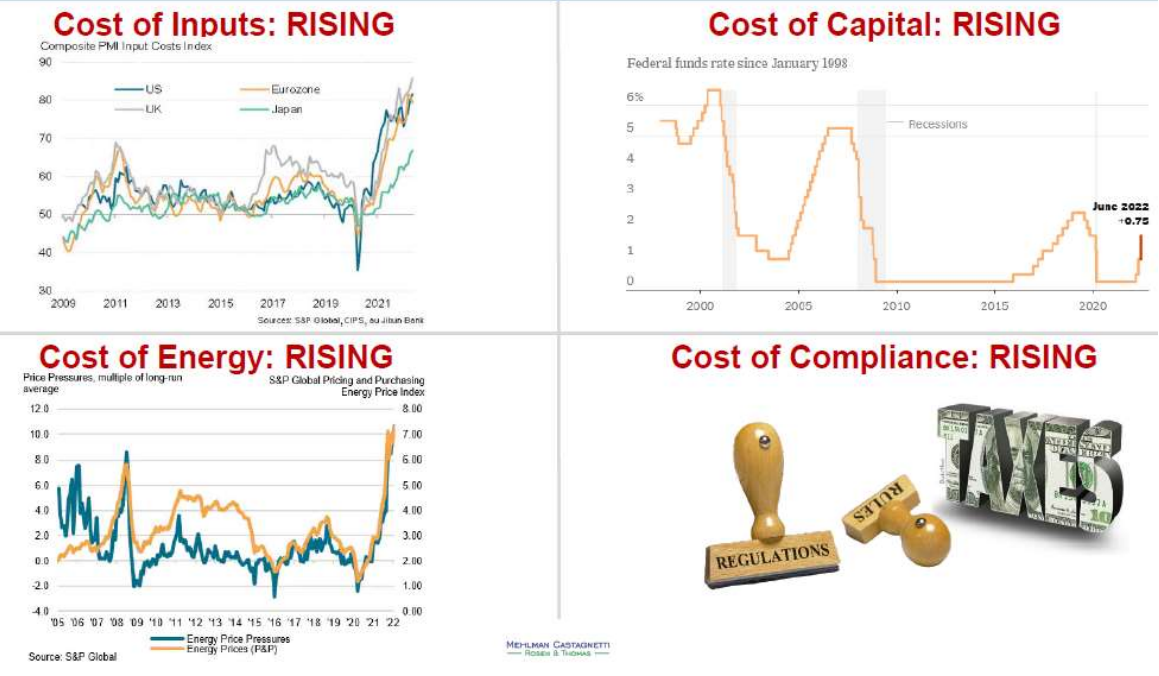 Cost of Inputs: RISING
Composite PMI Input Costs Index
90
80
70
60
50
40
30
US
Eurozone
UK
Japan
2009 2011 2013 2015 2017 2019 2021
Sources: S&P Global, CIPS, au Jibun Bank
Cost of Capital: RISING
Federal funds rate since January 1998
6%
5
4
3
2
1
0
Recessions
June 2022
+0.75
2000 2005 2010 2015 2020
Cost of Energy: RISING
Price Pressures, multiple of long-run
average
S&P Global Pricing and Purchasing
Energy Price Index
12.0 8.00
10.0 7.00
8.0 6.00
6.0 5.00
4.0 4.00
2.0 3.00
0.0 2.00
-2.0 1.00
-4.0 0.00
'05 '06 '07 '08 '09 '10 '11 '12 '13 '14 '15 '16 '17 '18 '19 '20 '21 '22
Energy Price Pressures
Energy Prices (P&P)
Source: S&P Global
Cost of Compliance: RISING
REGULATIONS
RULES
TAXES
MEHLMAN CASTAGNETTI
ROSEN & THOMAS